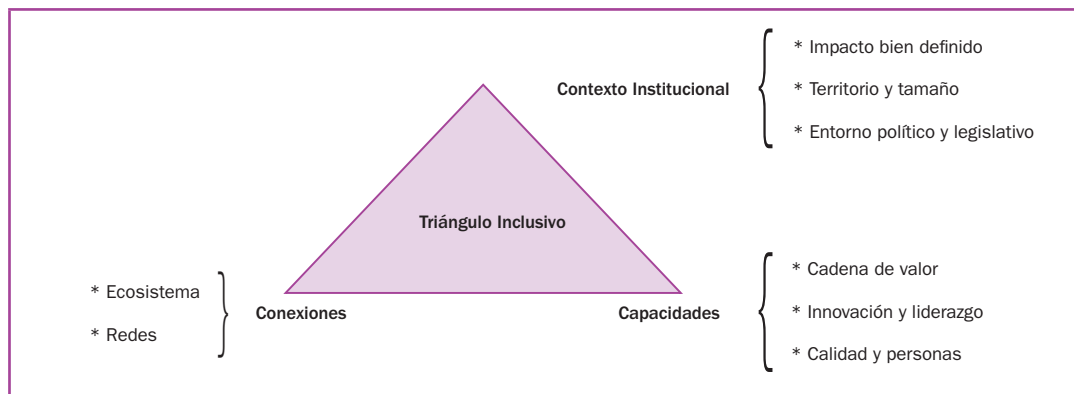 Contexto Institucional
* Impacto bien definido
* Territorio y tamaño
* Entorno político y legislativo
Triángulo Inclusivo
* Ecosistema
* Redes
Conexiones
Capacidades
* Cadena de valor
* Innovación y liderazgo
* Calidad y personas